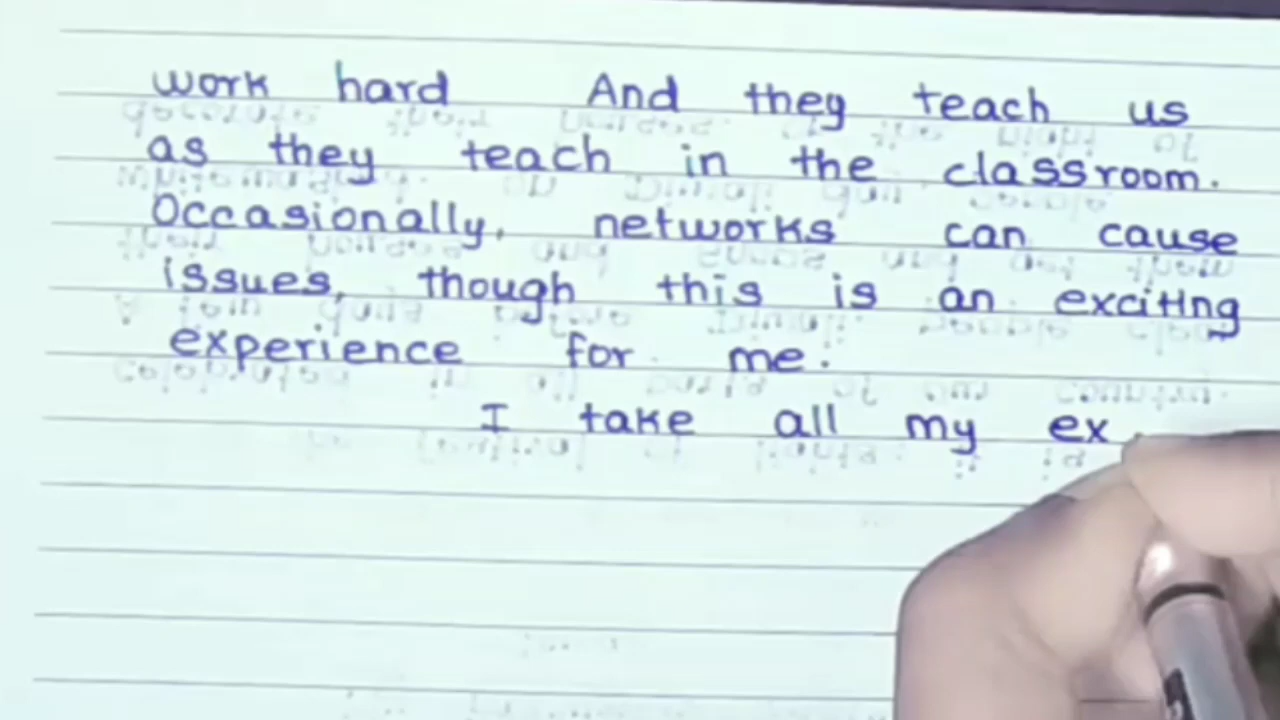 work hard And they teach us
as they teach in the classroom.
Occasionally, networks can cause
issues, though this is an exciting
experience for me.
I take all my ex